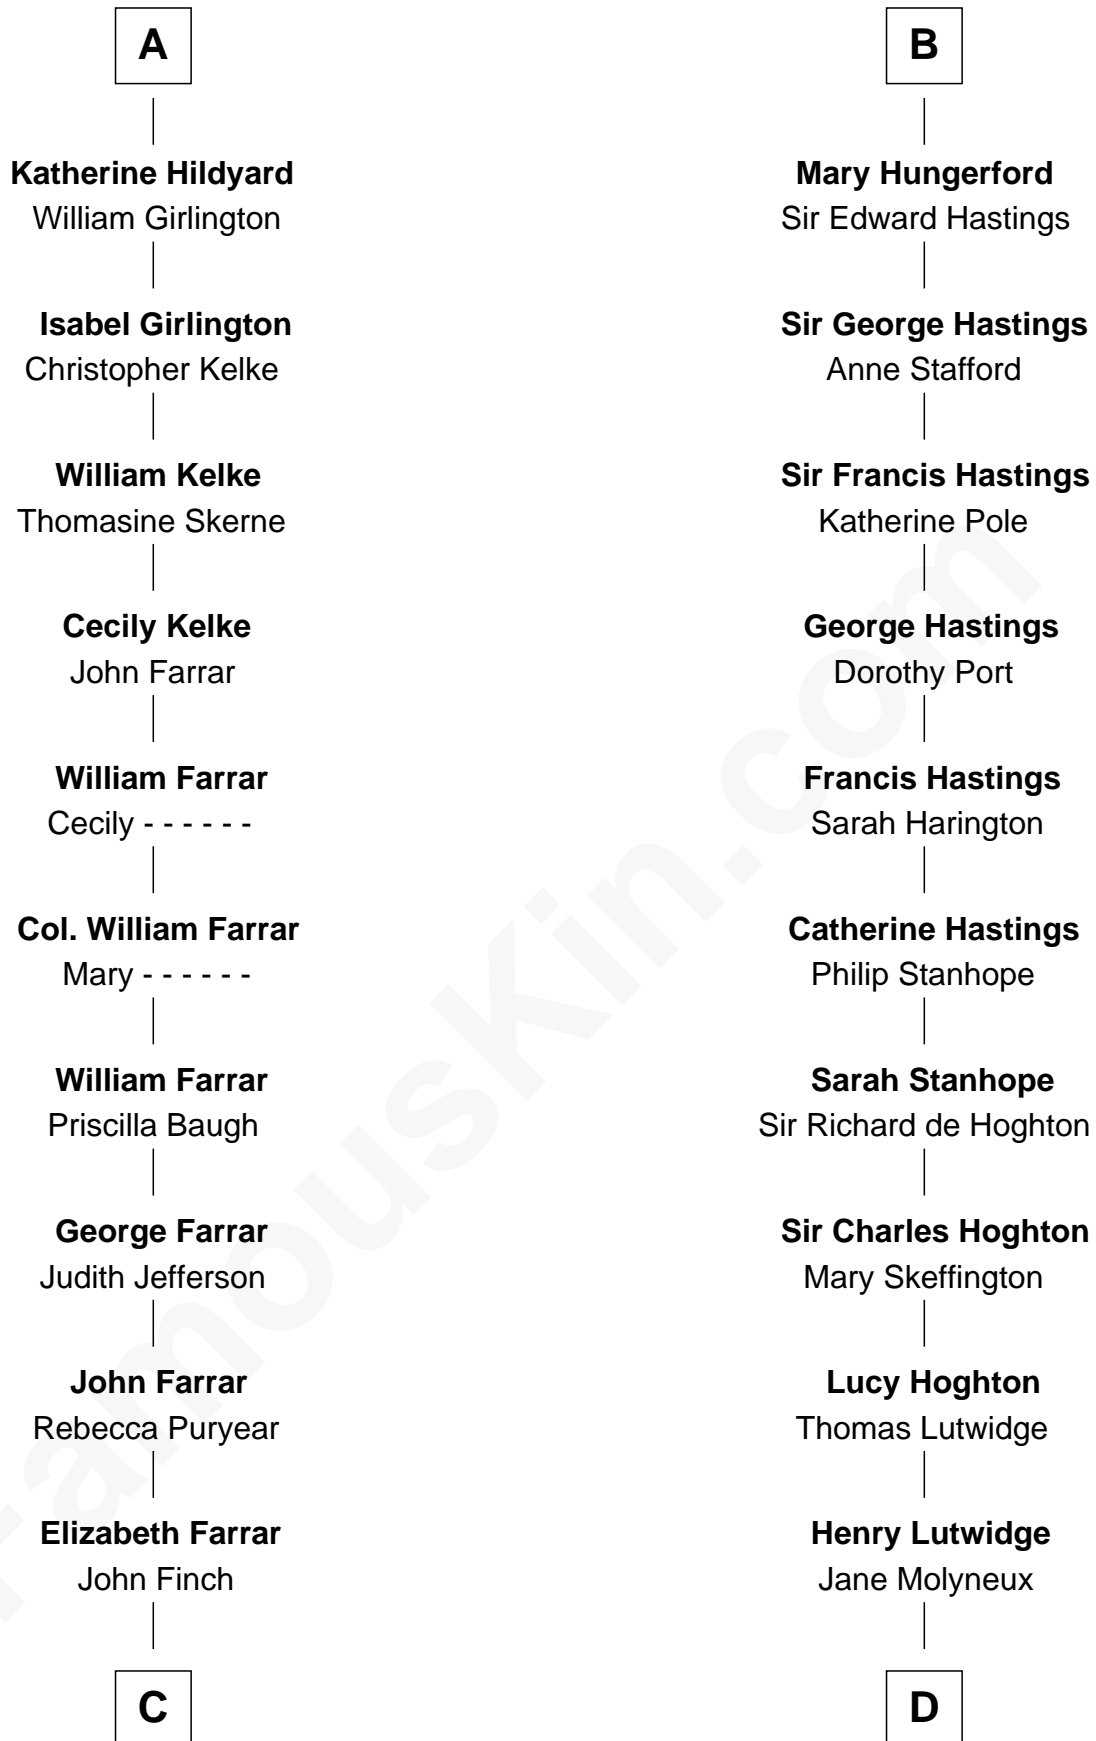 A
Katherine Hildyard
William Girlington
Isabel Girlington
Christopher Kelke
William Kelke
Thomasine Skerne
Cecily Kelke
John Farrar
William Farrar
Cecily - - - - - -
Col. William Farrar
Mary - - - - - -
William Farrar
Priscilla Baugh
George Farrar
Judith Jefferson
John Farrar
Rebecca Puryear
Elizabeth Farrar
John Finch
C
B
Mary Hungerford
Sir Edward Hastings
Sir George Hastings
Anne Stafford
Sir Francis Hastings
Katherine Pole
George Hastings
Dorothy Port
Francis Hastings
Sarah Harington
Catherine Hastings
Philip Stanhope
Sarah Stanhope
Sir Richard de Hoghton
Sir Charles Hoghton
Mary Skeffington
Lucy Hoghton
Thomas Lutwidge
Henry Lutwidge
Jane Molyneux
D
FamousKin.com